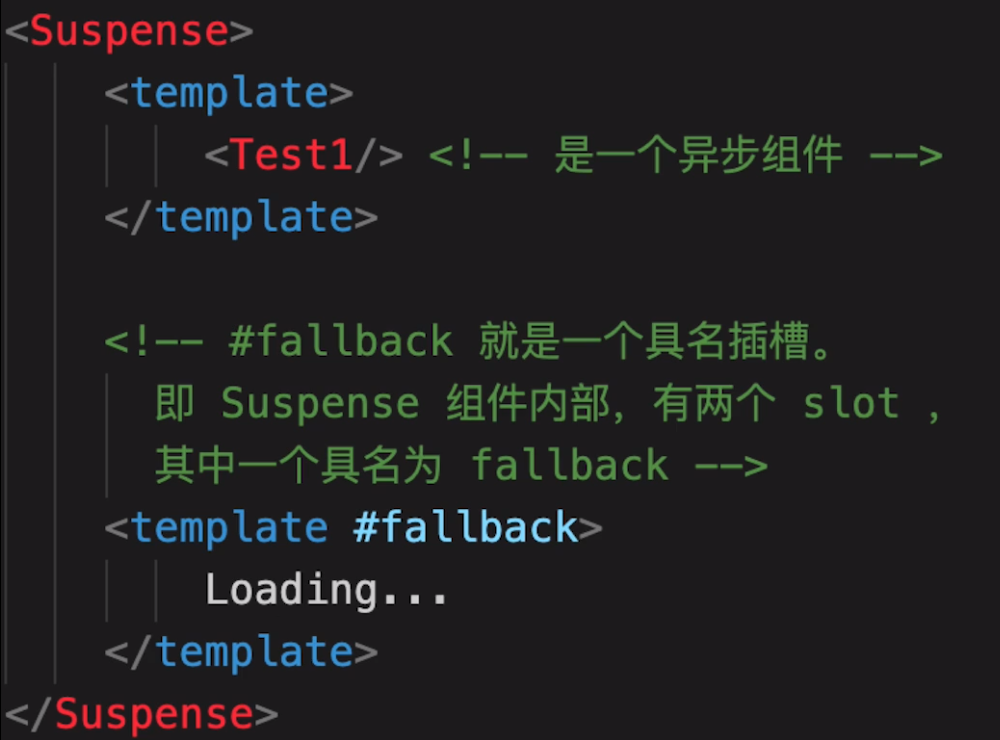 <Suspense>
<template>
<Test1/> <!-- 是一个异步组件 -->
</template>
<!-- #fallback 就是一个具名插槽。
即 Suspense 组件内部，有两个 slot ，
其中一个具名为 fallback -->
<template #fallback>
Loading...
</template>
</Suspense>